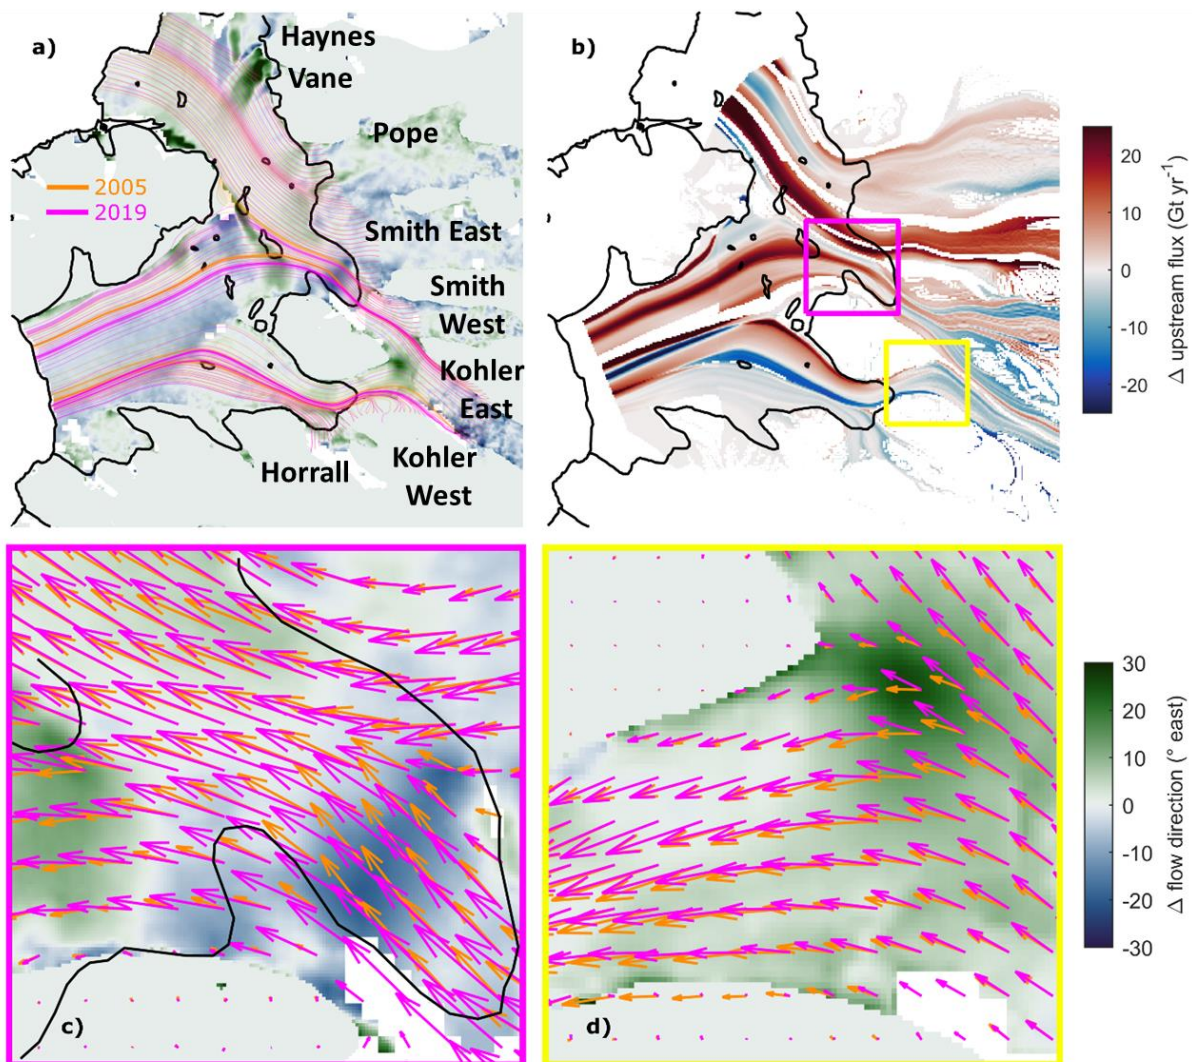 a)
Haynes
Vane
Pope
2005
2019
Smith East
Smith
West
Kohler
East
Kohler
West
Horrall
b)
20
10
0
-10
-20
Δ upstream flux (Gt yr⁻¹)
c)
d)
30
20
10
0
-10
-20
-30
Δ flow direction (° east)